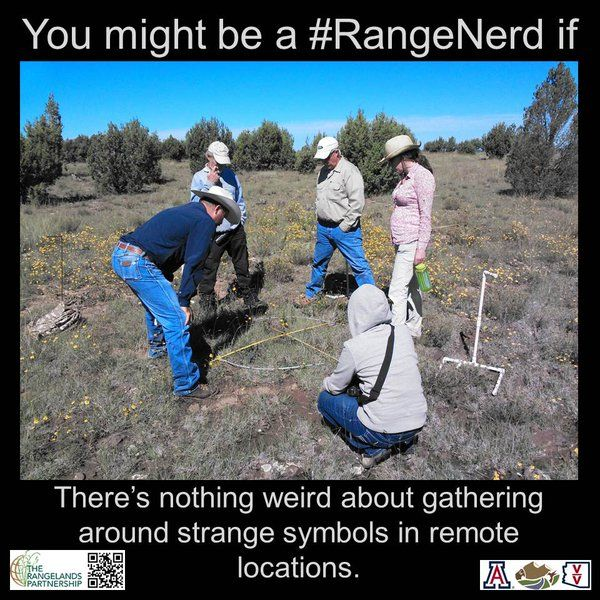 You might be a #RangeNerd if
There's nothing weird about gathering
around strange symbols in remote
locations.
THE
RANGELANDS
PARTNERSHIP
A
V V